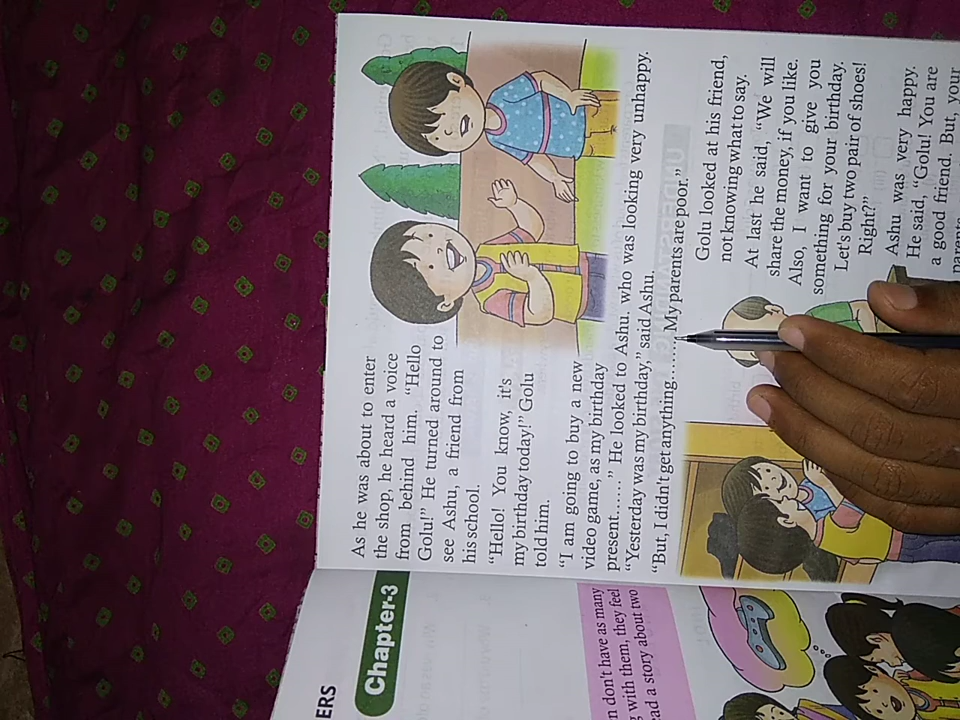 ERS
Chapter-3
n don't have as many
g with them, they feel
ead a story about two
As he was about to enter
the shop, he heard a voice
from behind him. “Hello
Golu!” He turned around to
see Ashu, a friend from
his school.
“Hello! You know, it's
my birthday today!” Golu
told him.
“I am going to buy a new
video game, as my birthday
present......” He looked to Ashu. who was looking very unhappy.
“Yesterday was my birthday,” said Ashu.
“But, I didn't get anything........My parents are poor.”
Golu looked at his friend,
not knowing what to say.
At last he said, “We will
share the money, if you like.
Also, I want to give you
something for your birthday.
Let's buy two pair of shoes!
Right?”
Ashu was very happy.
He said, “Golu! You are
a good friend. But, your
parents